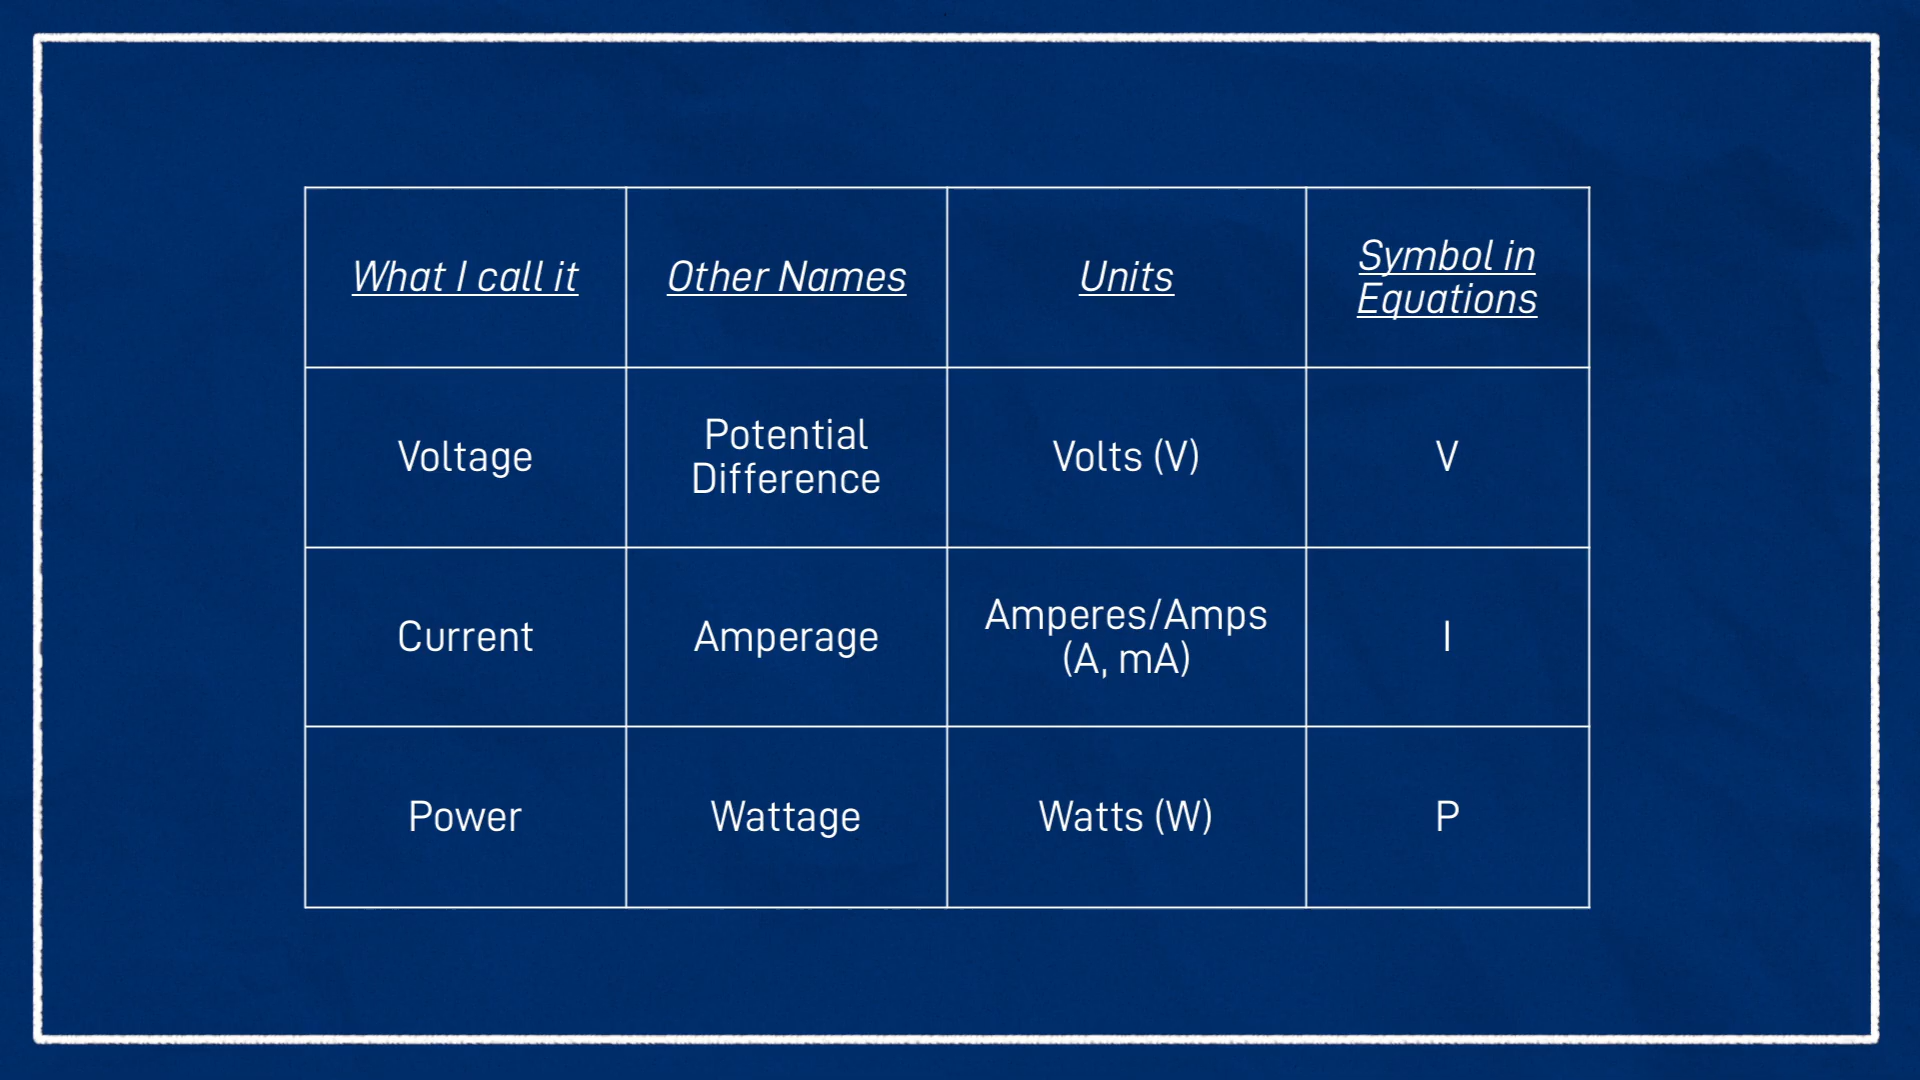 What I call it
Other Names
Units
Symbol in
Equations
Voltage
Potential
Difference
Volts (V)
V
Current
Amperage
Amperes/Amps
(A, mA)
I
Power
Wattage
Watts (W)
P